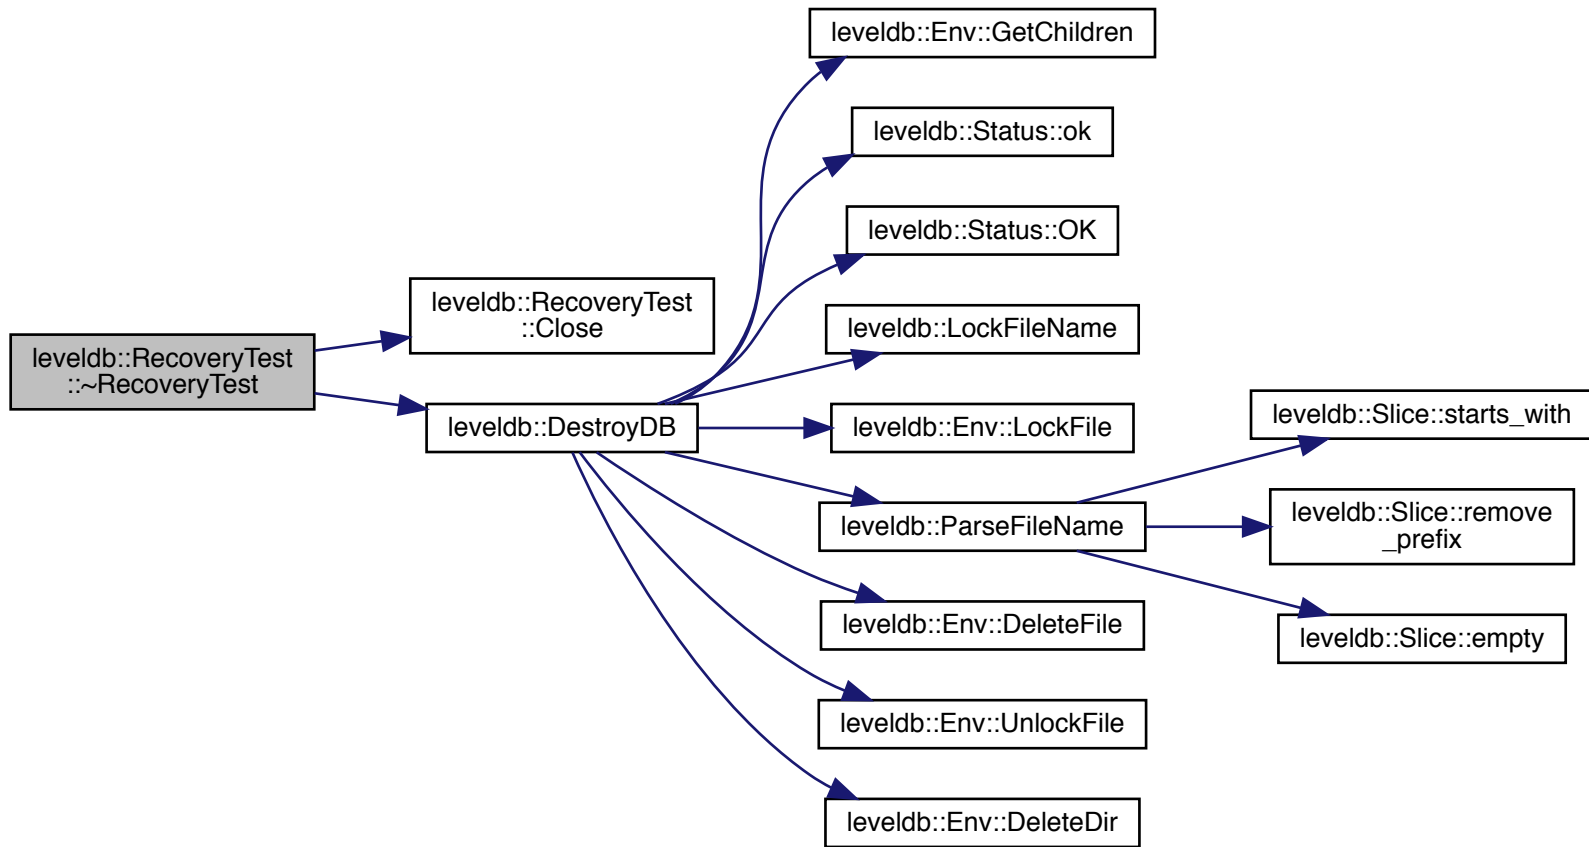 leveldb::RecoveryTest
::~RecoveryTest
leveldb::RecoveryTest
::Close
leveldb::DestroyDB
leveldb::Env::GetChildren
leveldb::Status::ok
leveldb::Status::OK
leveldb::LockFileName
leveldb::Env::LockFile
leveldb::ParseFileName
leveldb::Env::DeleteFile
leveldb::Env::UnlockFile
leveldb::Env::DeleteDir
leveldb::Slice::starts_with
leveldb::Slice::remove
_prefix
leveldb::Slice::empty